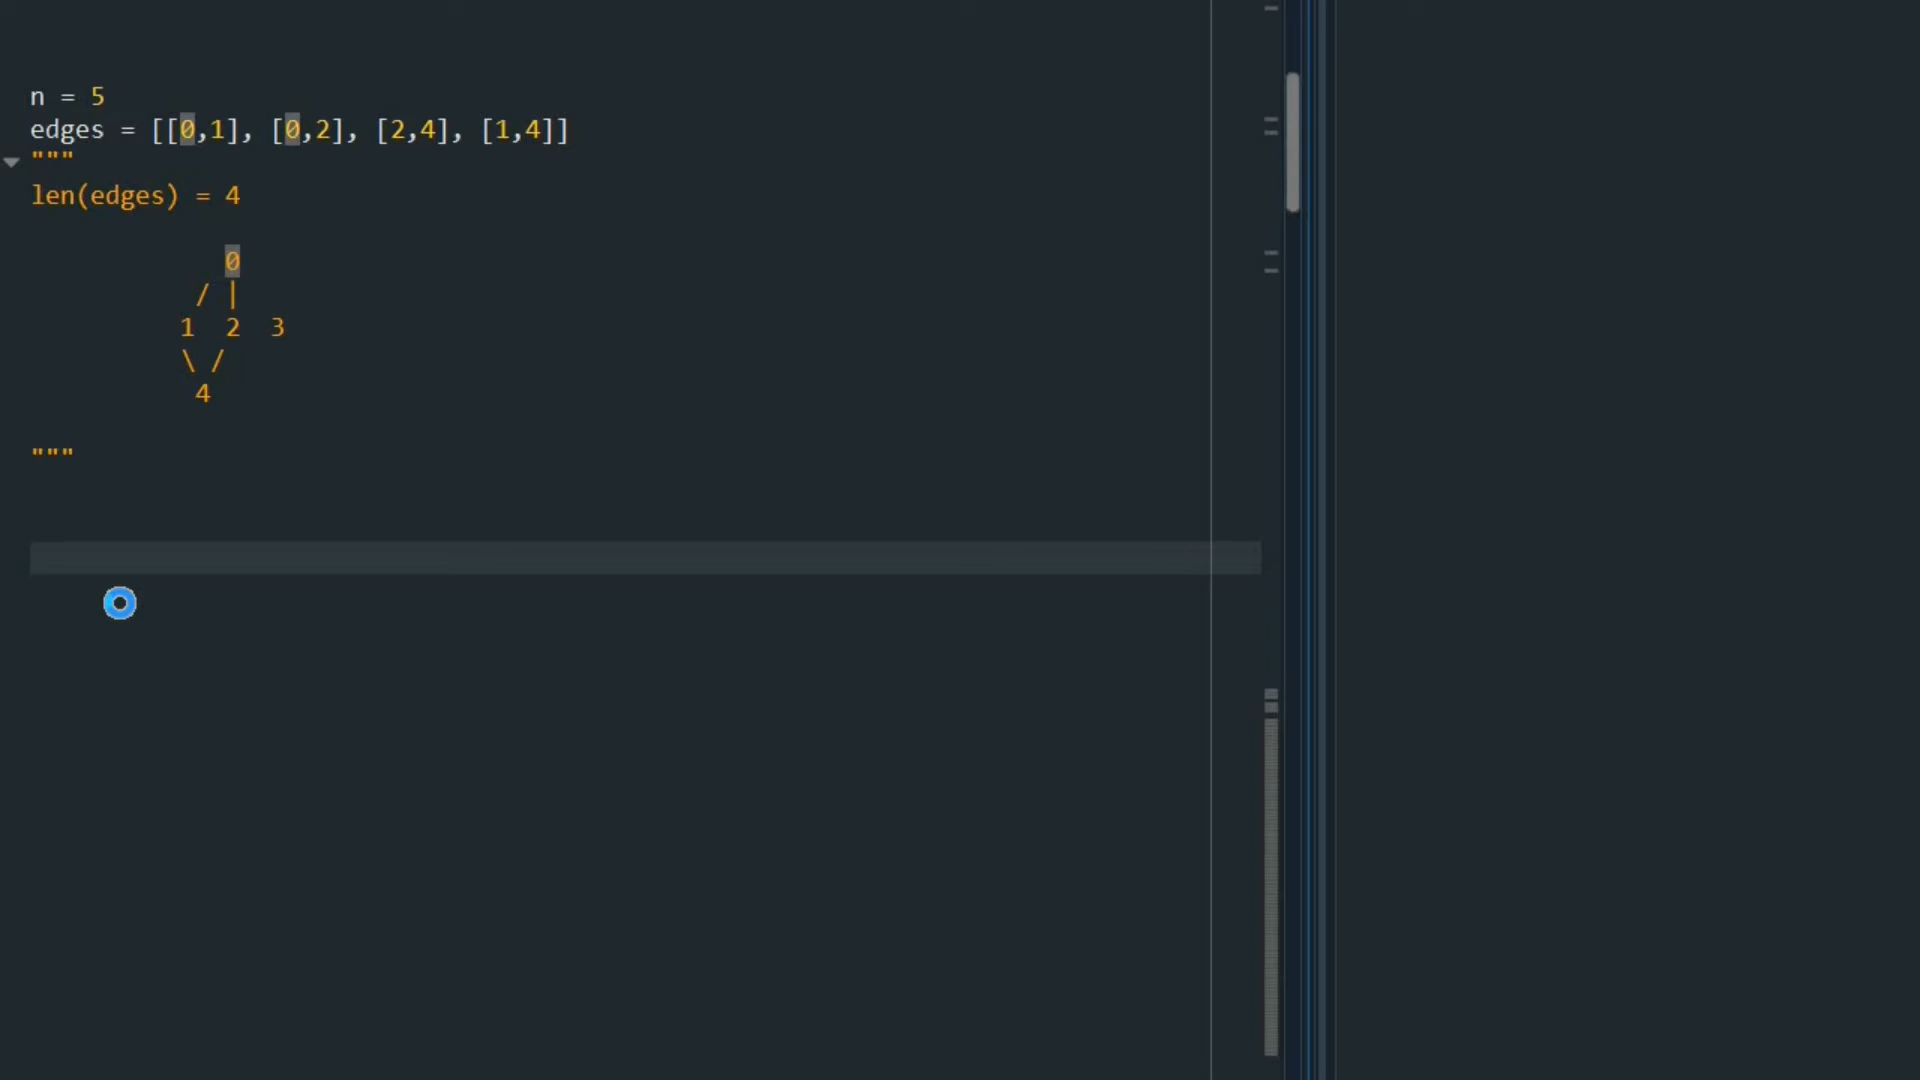 n = 5
edges = [[0,1], [0,2], [2,4], [1,4]]
"""
len(edges) = 4
0
/ |
1 2 3
\ /
4
"""